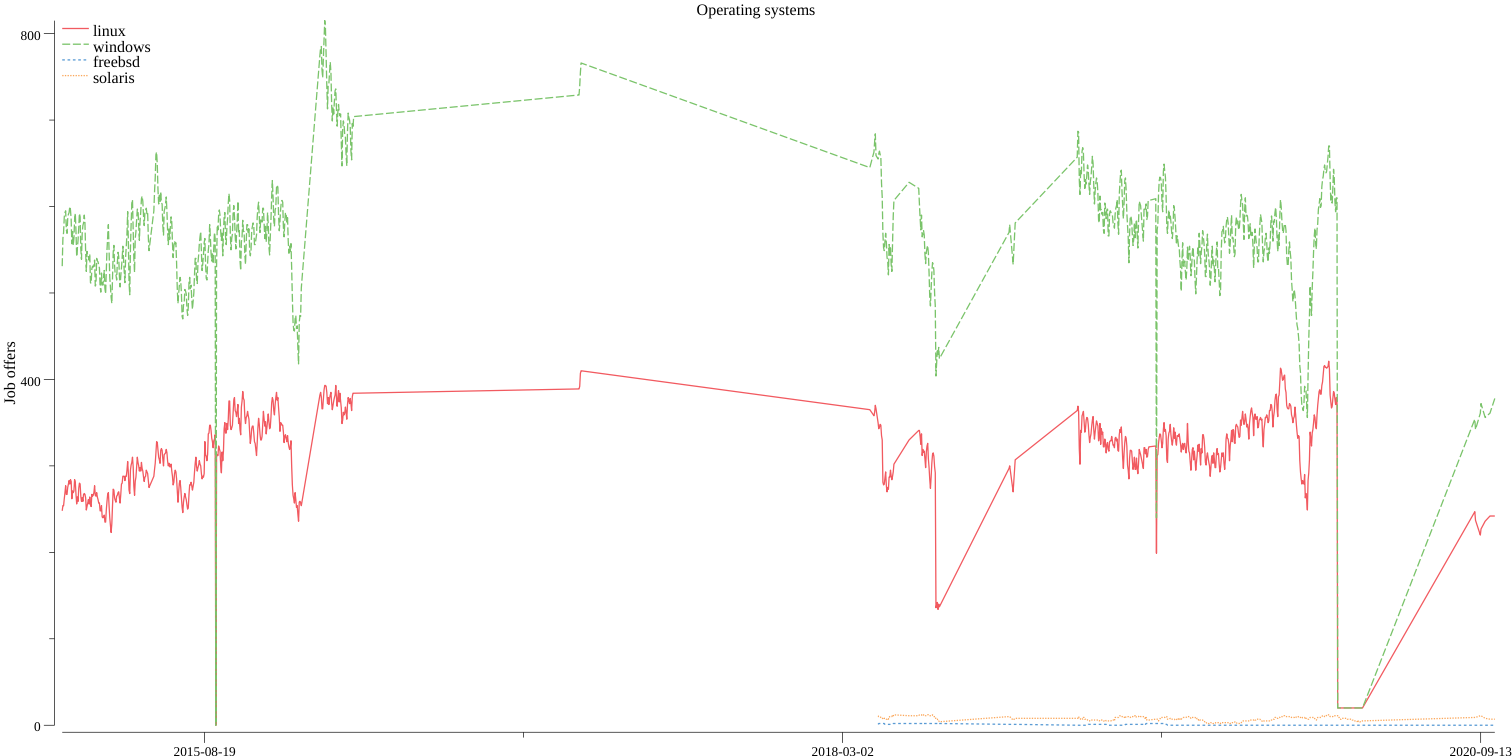 Operating systems
linux
windows
freebsd
solaris
800
400
0
Job offers
2015-08-19
2018-03-02
2020-09-13